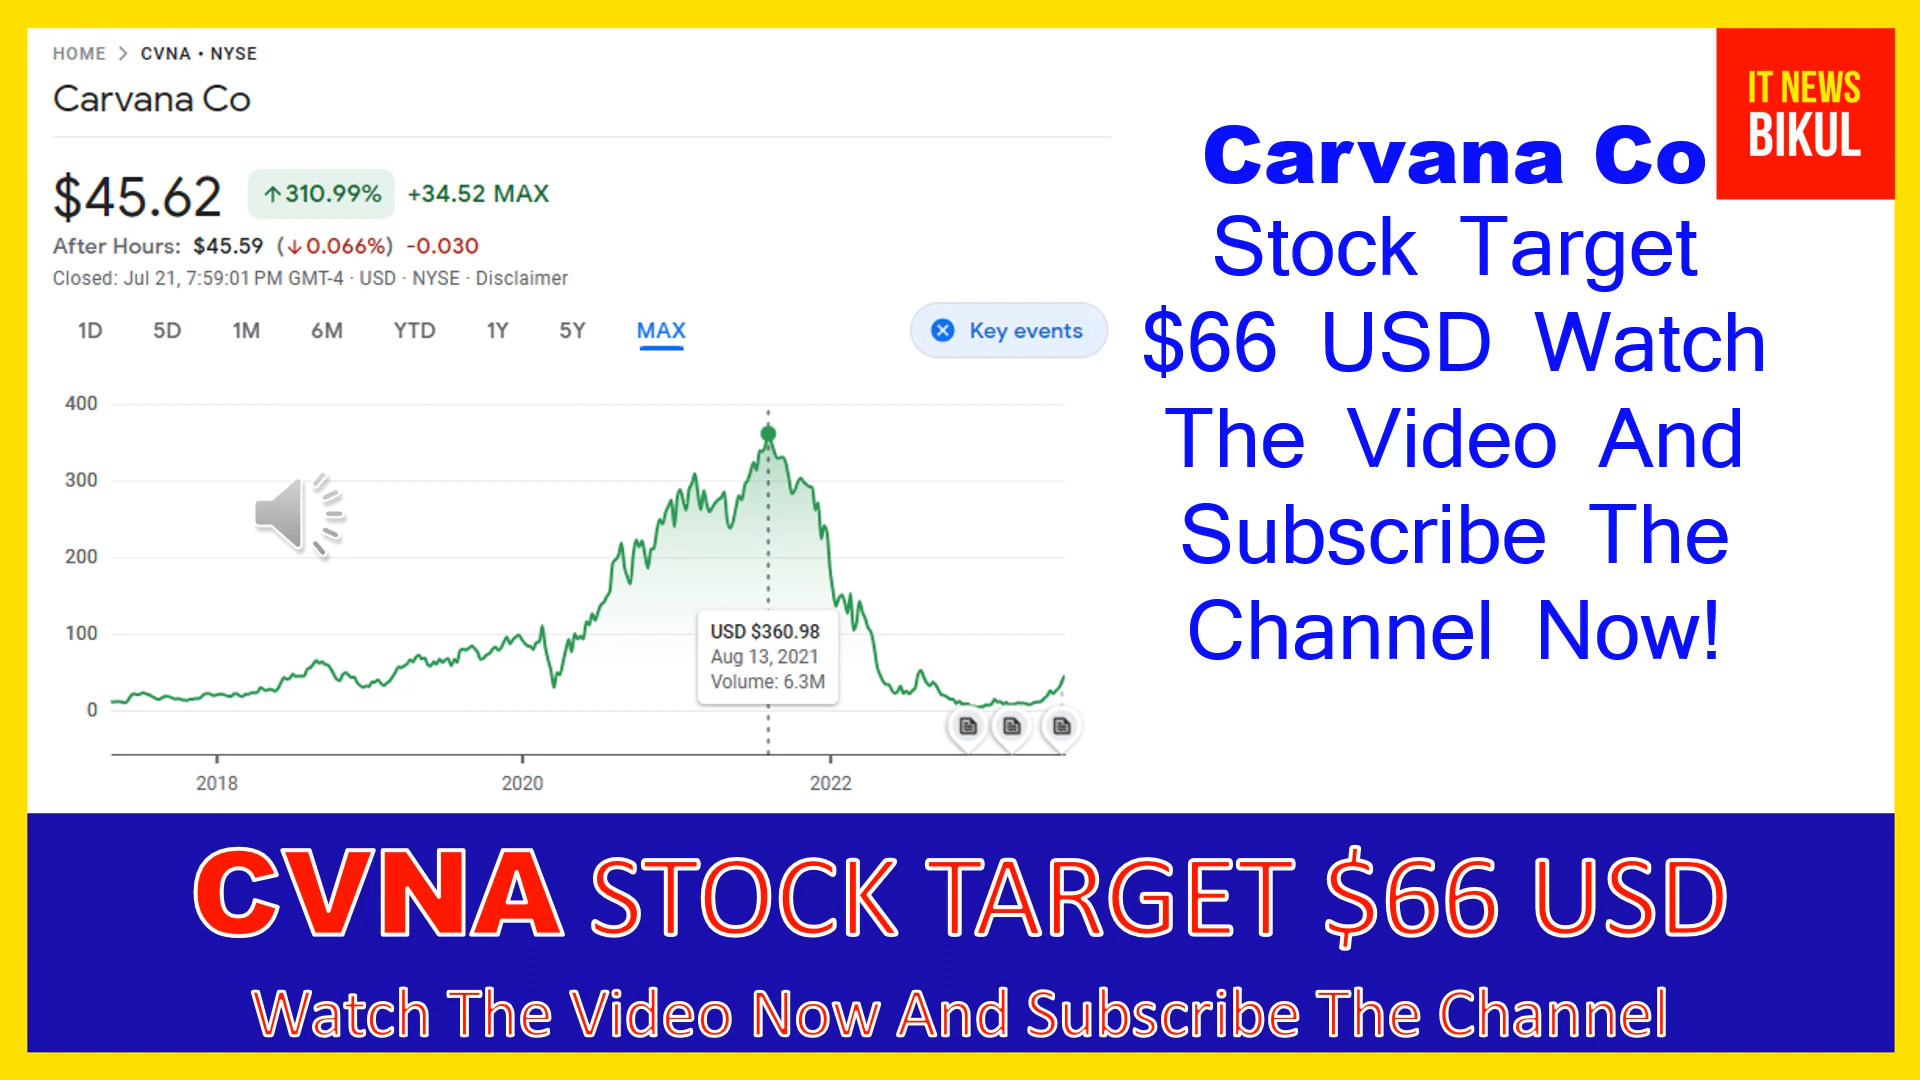 HOME > CVNA • NYSE
Carvana Co
$45.62 ↑310.99% +34.52 MAX
After Hours: $45.59 (↓0.066%) -0.030
Closed: Jul 21, 7:59:01 PM GMT-4 · USD · NYSE · Disclaimer
1D 5D 1M 6M YTD 1Y 5Y MAX
Key events
400
300
200
100
0
USD $360.98
Aug 13, 2021
Volume: 6.3M
2018 2020 2022
IT NEWS
BIKUL
Carvana Co
Stock Target
$66 USD Watch
The Video And
Subscribe The
Channel Now!
CVNA STOCK TARGET $66 USD
Watch The Video Now And Subscribe The Channel